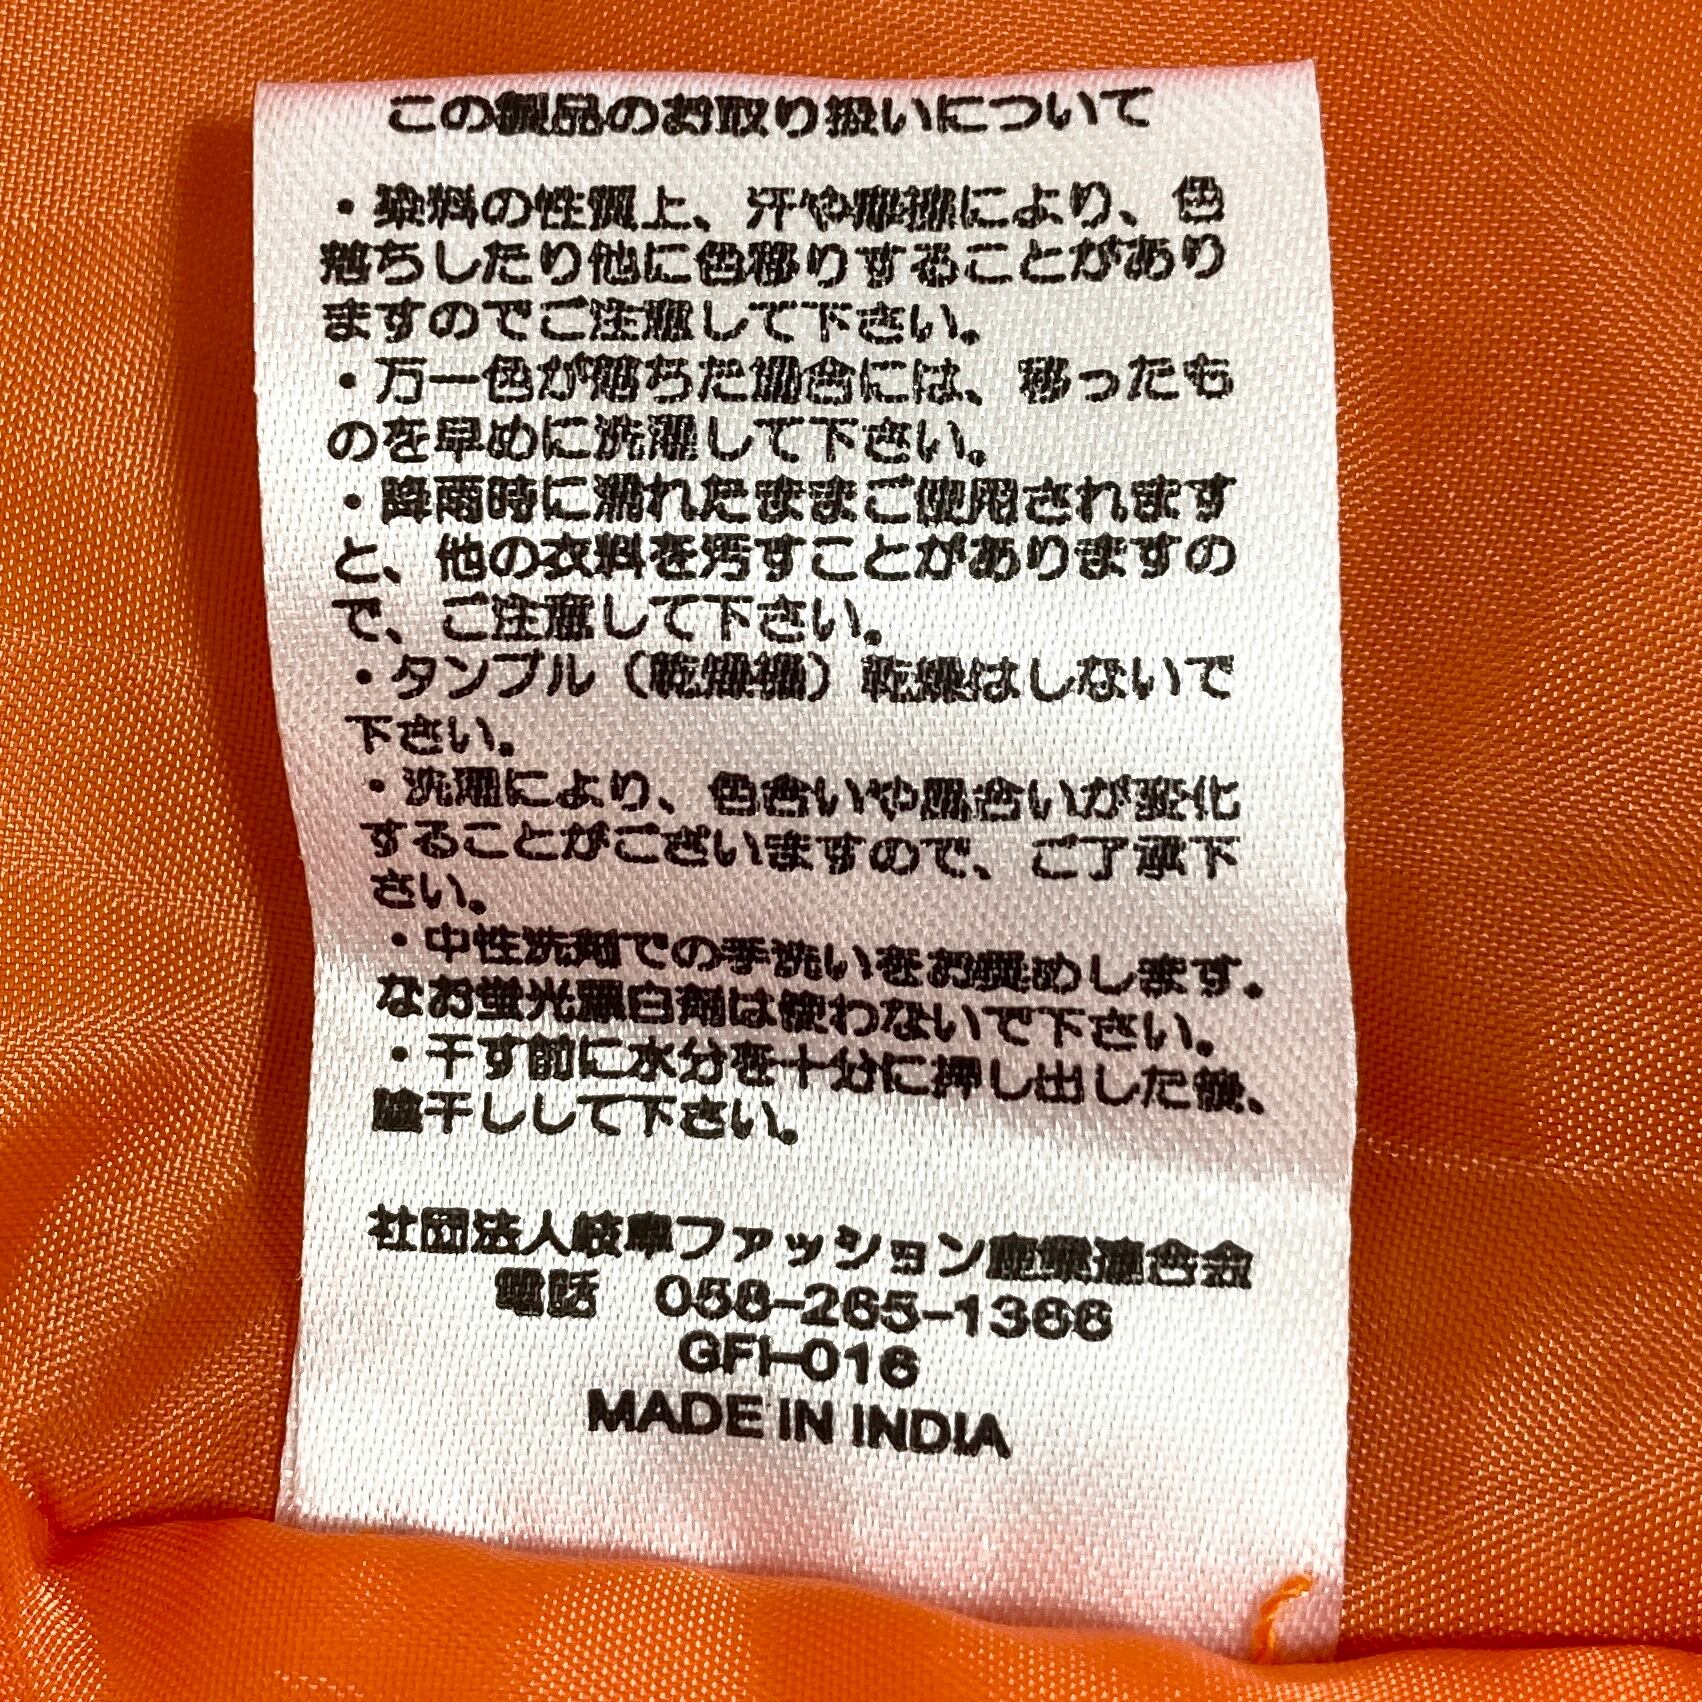 この製品のお取り扱いについて
・染料の性質上、汗や摩擦により、色
落ちしたり他に色移りすることがあり
ますのでご注意して下さい。
・万一色が落ちた場合には、移ったも
のを早めに洗濯して下さい。
・降雨時に濡れたままご使用されます
と、他の衣料を汚すことがありますの
で、ご注意して下さい。
・タンブル（乾燥機）乾燥はしないで
下さい。
・洗濯により、色合いや風合いが変化
することがございますので、ご了承下
さい。
・中性洗剤での手洗いをお奨めします。
なお蛍光漂白剤は使わないで下さい。
・干す前に水分を十分に押し出した後、
陰干しして下さい。
社団法人岐阜ファッション産業連合会
電話　058-265-1366
GFI-016
MADE IN INDIA